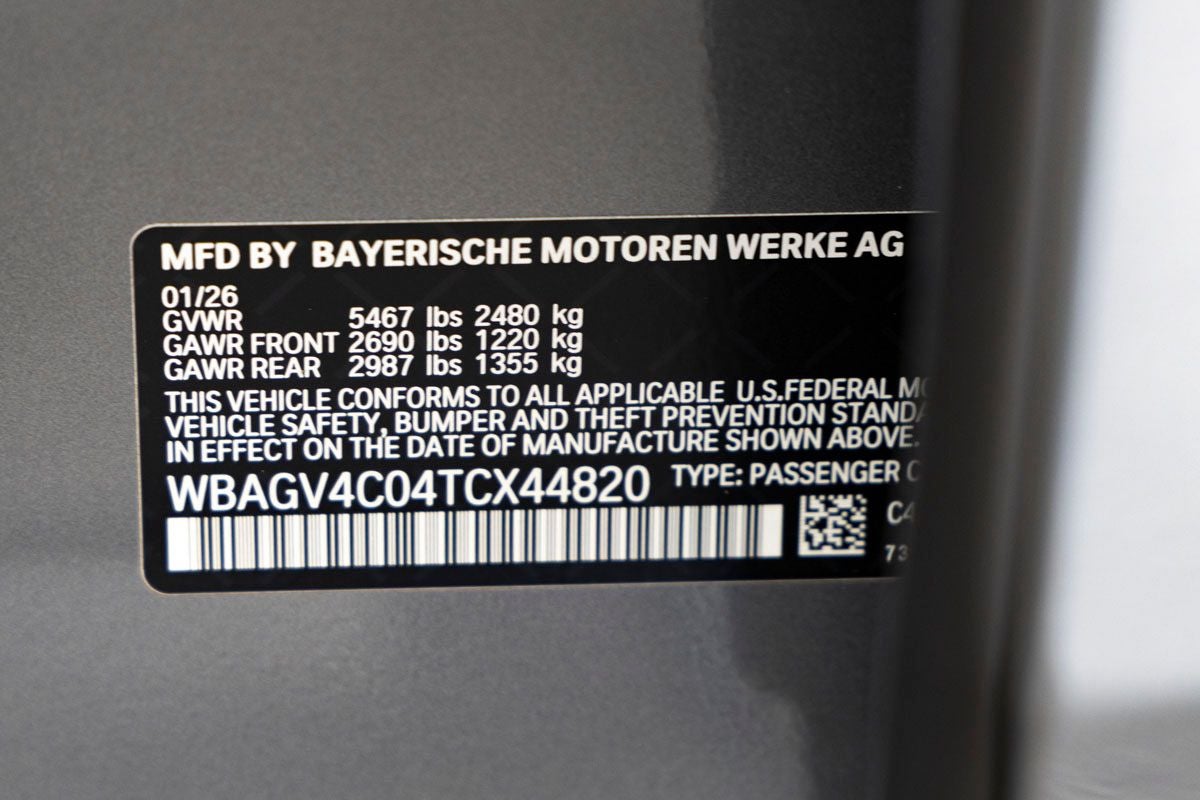 MFD BY BAYERISCHE MOTOREN WERKE AG
01/26
GVWR 5467 lbs 2480 kg
GAWR FRONT 2690 lbs 1220 kg
GAWR REAR 2987 lbs 1355 kg
THIS VEHICLE CONFORMS TO ALL APPLICABLE U.S.FEDERAL
VEHICLE SAFETY, BUMPER AND THEFT PREVENTION
IN EFFECT ON THE DATE OF MANUFACTURE SHOWN ABOVE.
WBAGV4C04TCX44820 TYPE: PASSENGER